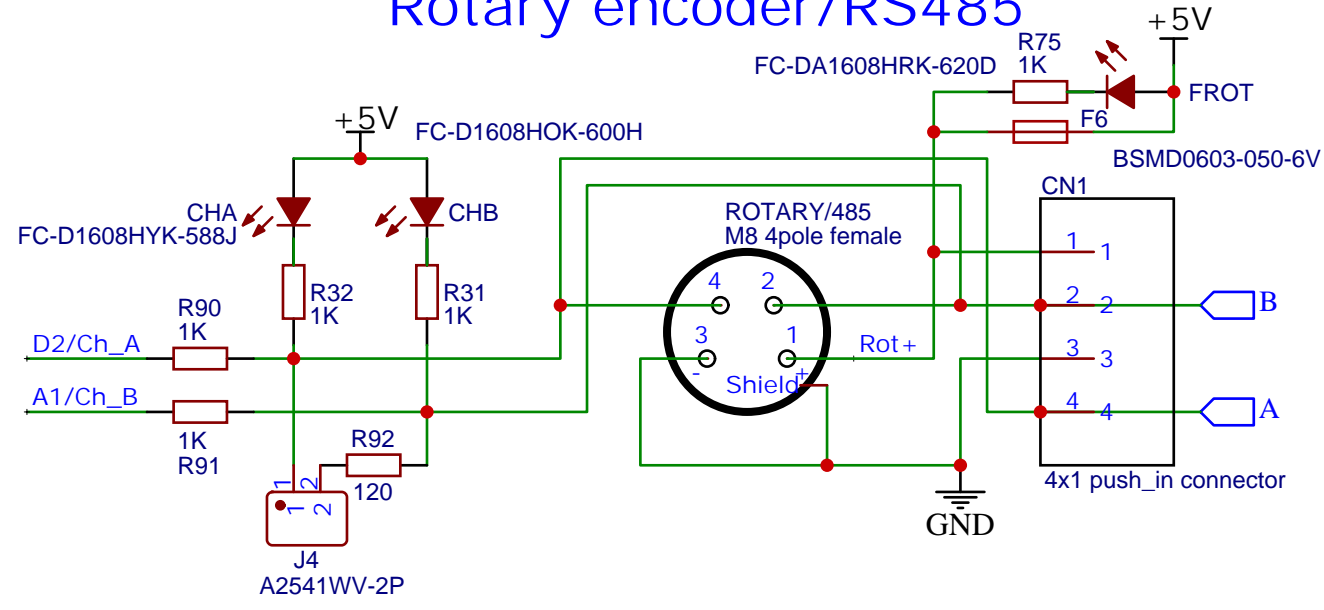 Rotary encoder/RS485
+5V
R75
1K
FC-DA1608HRK-620D
FROT
F6
BSMD0603-050-6V
+5V
FC-D1608HOK-600H
CHA
FC-D1608HYK-588J
CHB
R32
1K
R31
1K
R90
1K
D2/Ch_A
A1/Ch_B
1K
R91
R92
120
1 2
1 2
J4
A2541WV-2P
ROTARY/485
M8 4pole female
4 2
3 1
- +
Shield
Rot+
GND
CN1
1 1
2 2
3 3
4 4
B
A
4x1 push_in connector